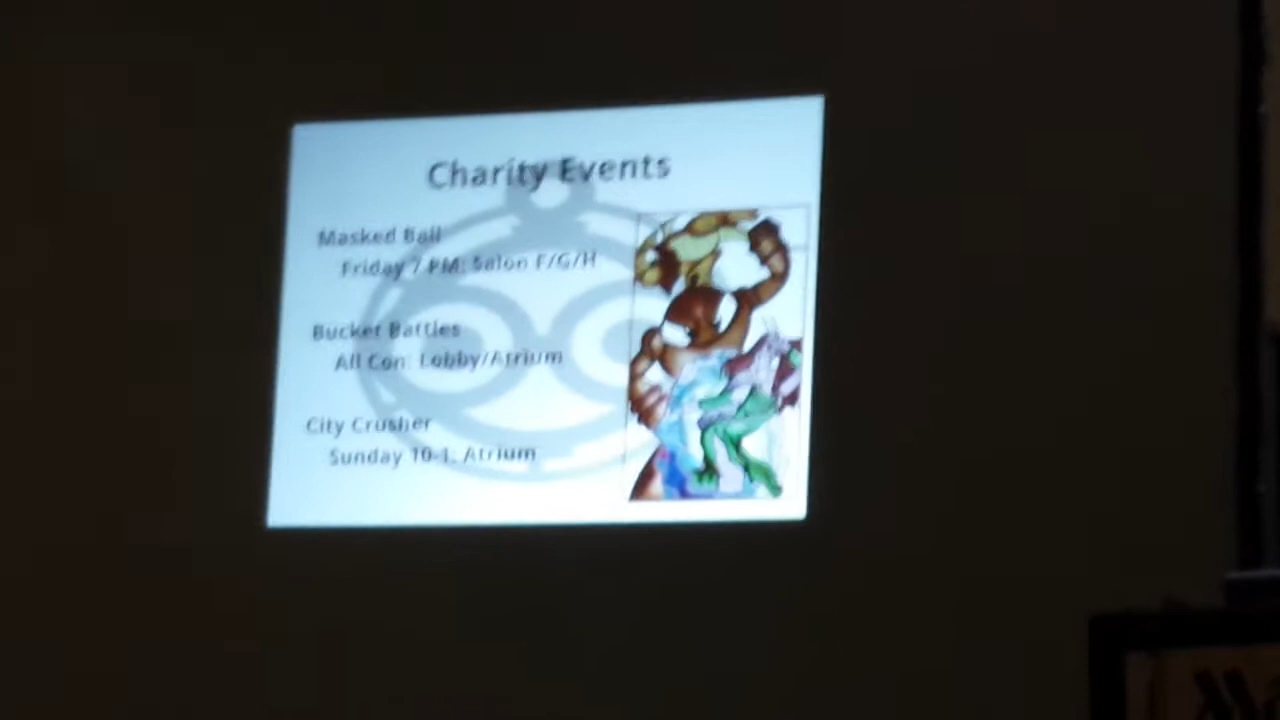 Charity Events
Masked Ball
Friday 7 PM: Salon F/G/H
Bucket Battles
All Con: Lobby/Atrium
City Crusher
Sunday 10-1: Atrium